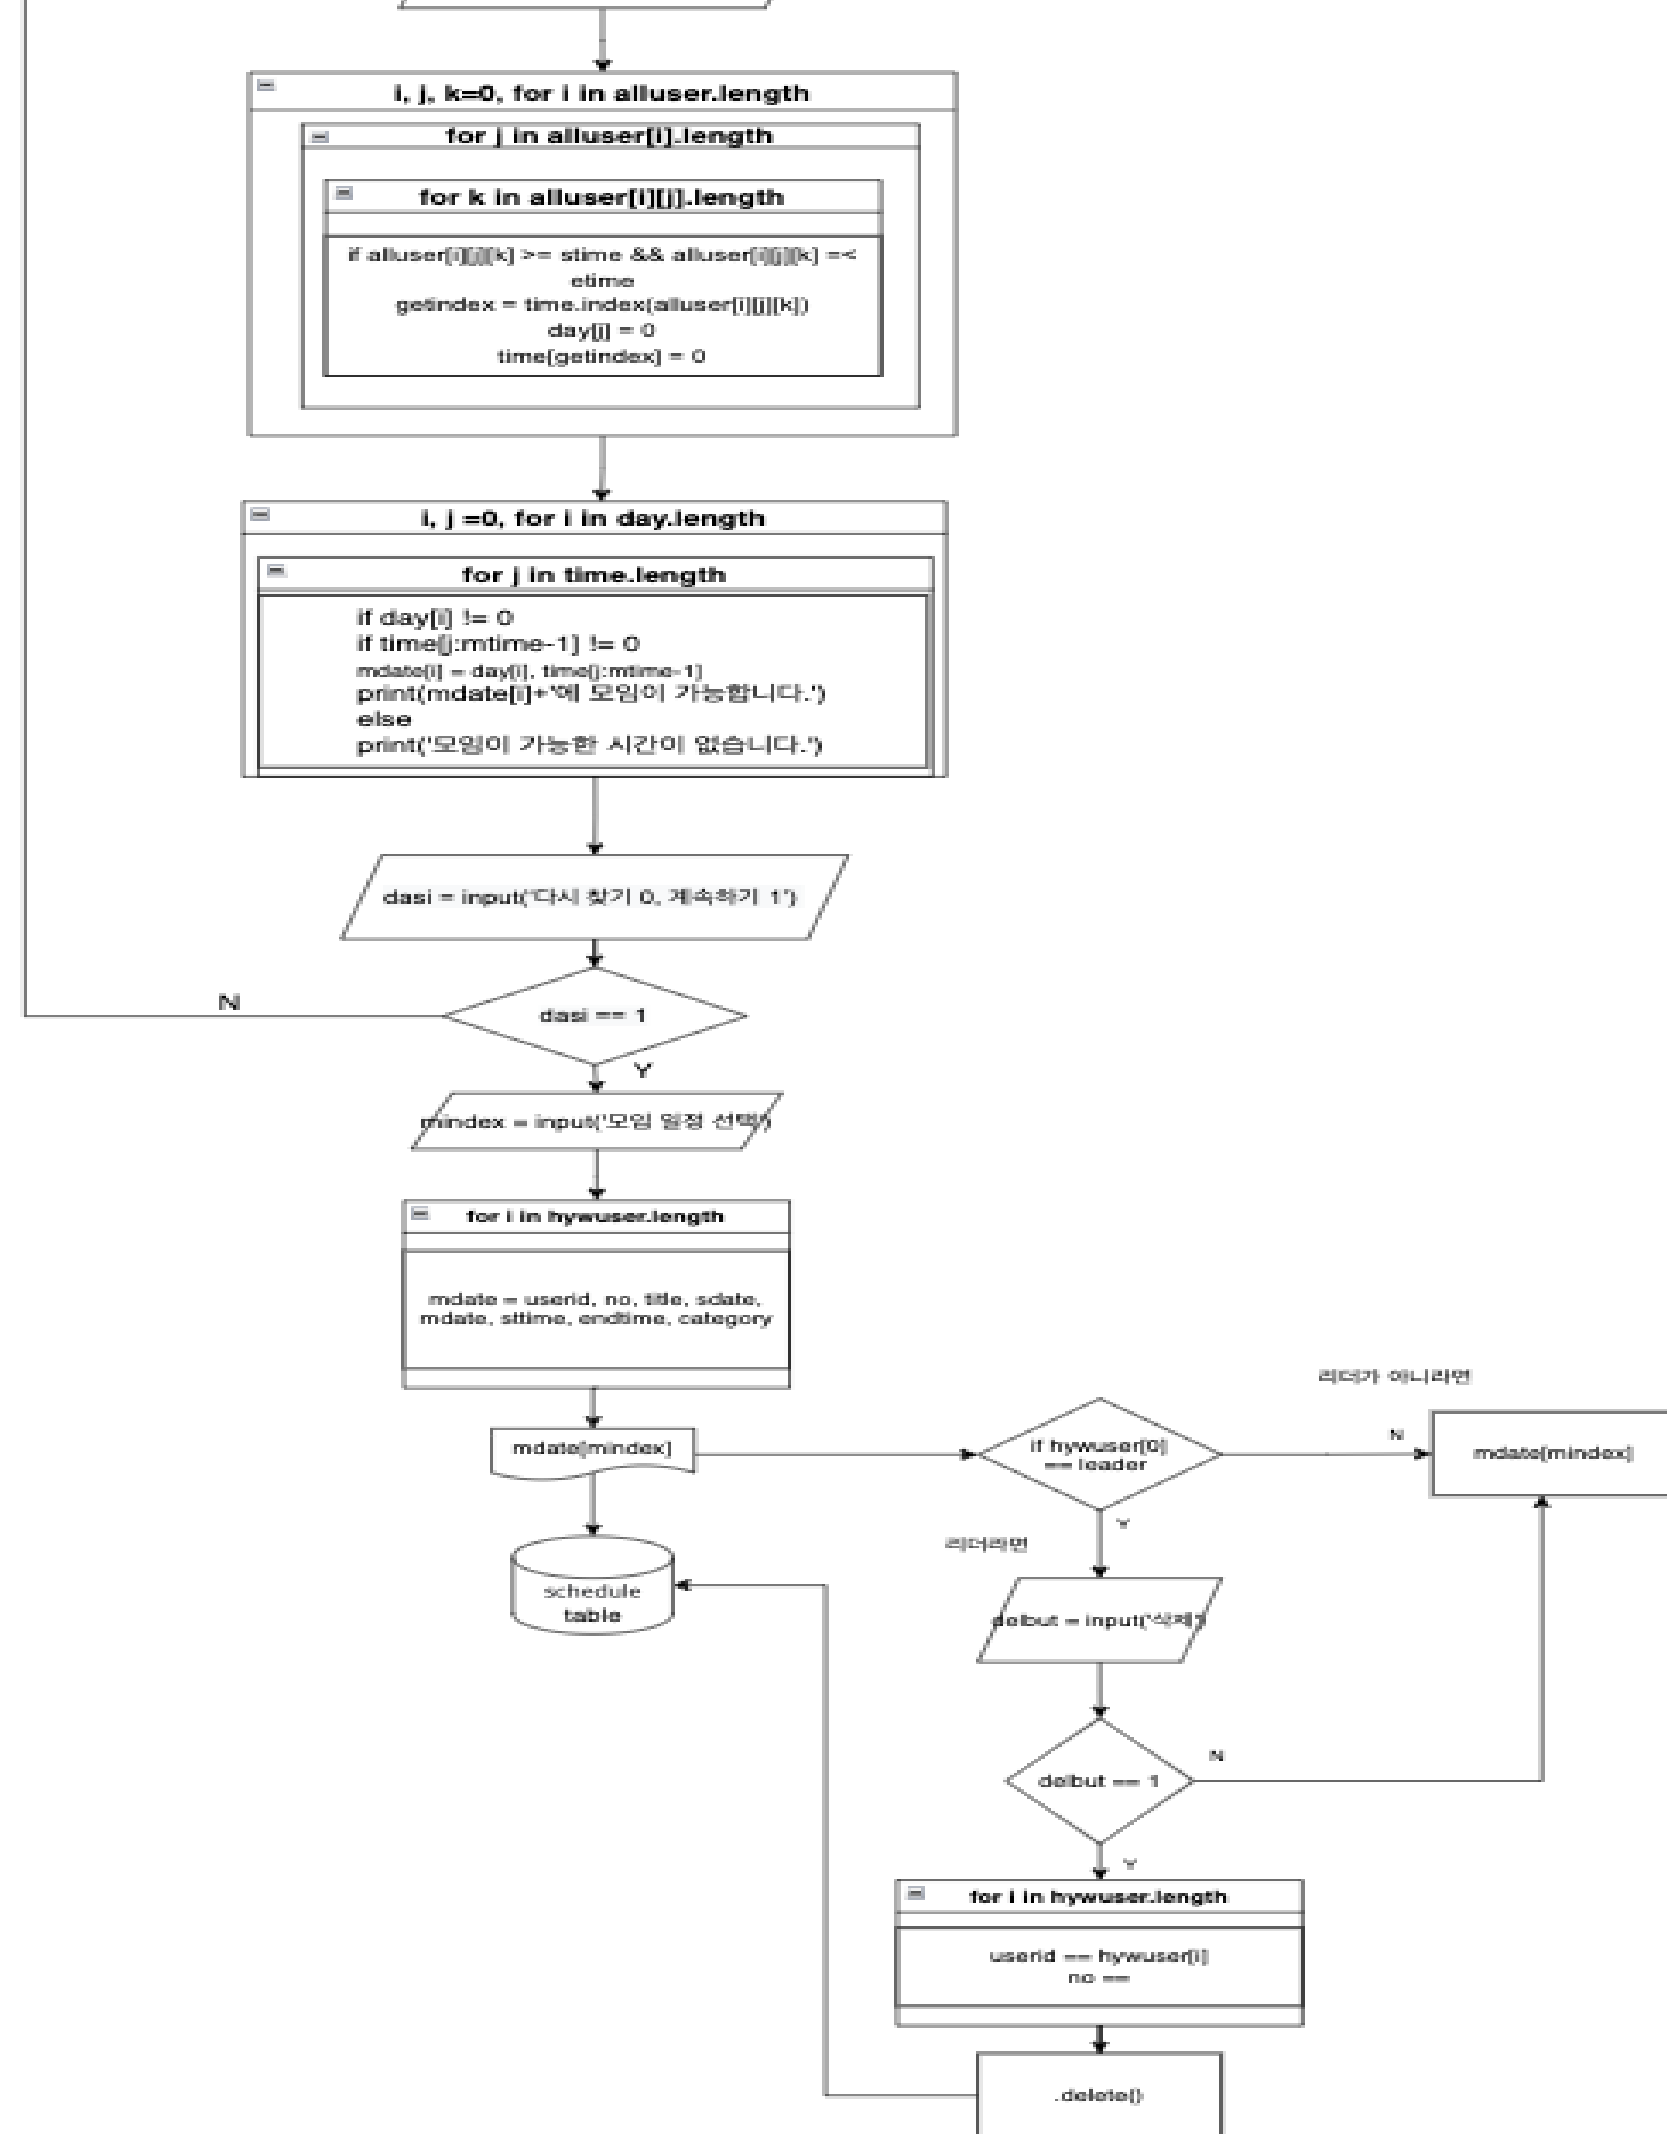 i, j, k=0, for i in alluser.length
for j in alluser[i].length
for k in alluser[i][j].length
if alluser[i][j][k] >= stime && alluser[i][j][k] =<
etime
getindex = time.index(alluser[i][j][k])
day[j] = 0
time[getindex] = 0
i, j =0, for i in day.length
for j in time.length
if day[i] != 0
if time[j:mtime-1] != 0
mdate[i] = day[i], time[j:mtime-1]
print(mdate[i]+'에 모임이 가능합니다.')
else
print('모임이 가능한 시간이 없습니다.')
dasi = input('다시 찾기 0, 계속하기 1')
N
dasi == 1
Y
mindex = input('모임 일정 선택')
for i in hywuser.length
mdate = userid, no, title, sdate,
mdate, sttime, endtime, category
리더가 아니라면
mdate[mindex]
if hywuser[0]
== leader
N
mdate[mindex]
Y
리더라면
schedule
table
delbut = input('삭제')
N
delbut == 1
Y
for i in hywuser.length
userid == hywuser[i]
no ==
.delete()